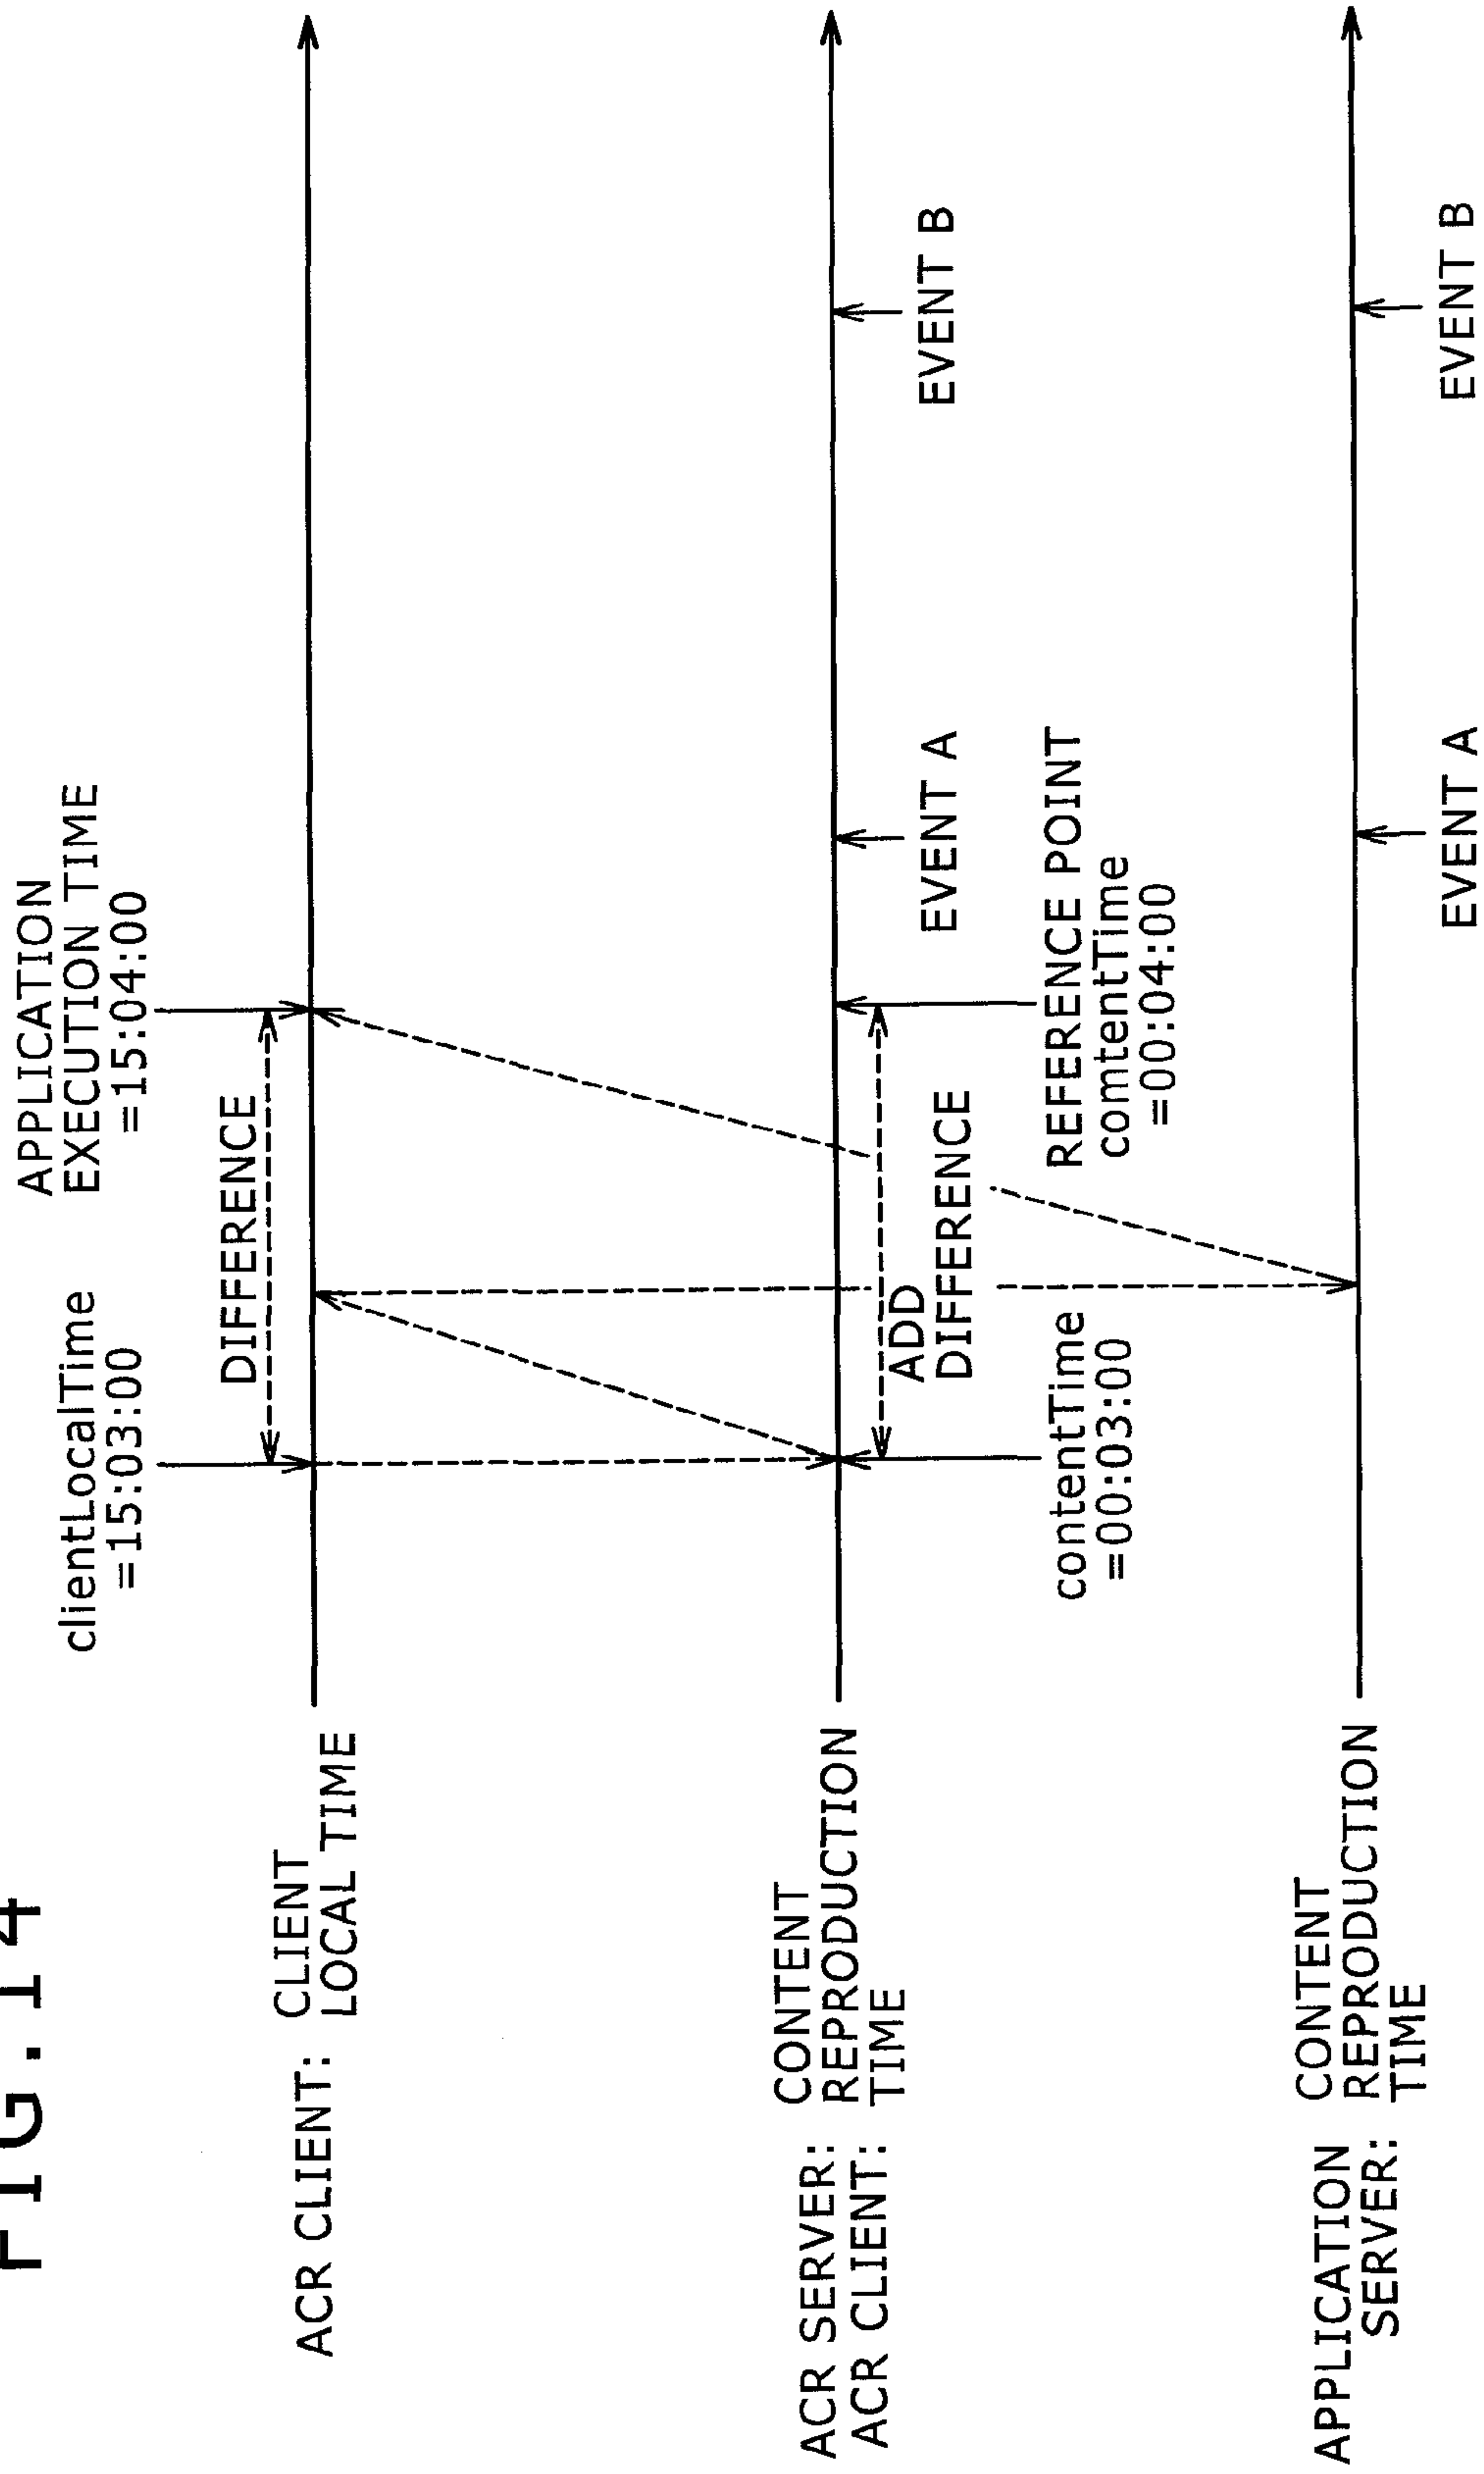 FIG. 14
clientLocalTime
=15:03:00
APPLICATION
EXECUTION TIME
=15:04:00
DIFFERENCE
ACR CLIENT: CLIENT
LOCAL TIME
ACR SERVER:
ACR CLIENT:
CONTENT
REPRODUCTION
TIME
ADD
DIFFERENCE
EVENT A
EVENT B
contentTime
=00:03:00
REFERENCE POINT
comtentTime
=00:04:00
APPLICATION
SERVER:
CONTENT
REPRODUCTION
TIME
EVENT A
EVENT B